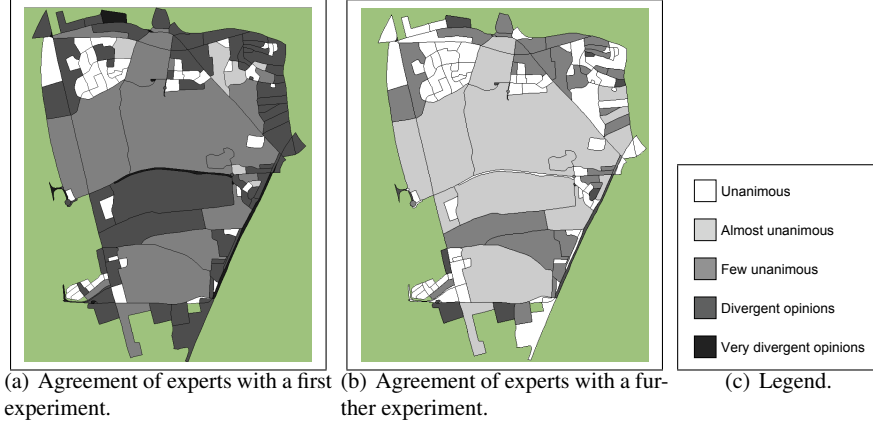 Unanimous
Almost unanimous
Few unanimous
Divergent opinions
Very divergent opinions
(a) Agreement of experts with a first
experiment.
(b) Agreement of experts with a fur-
ther experiment.
(c) Legend.